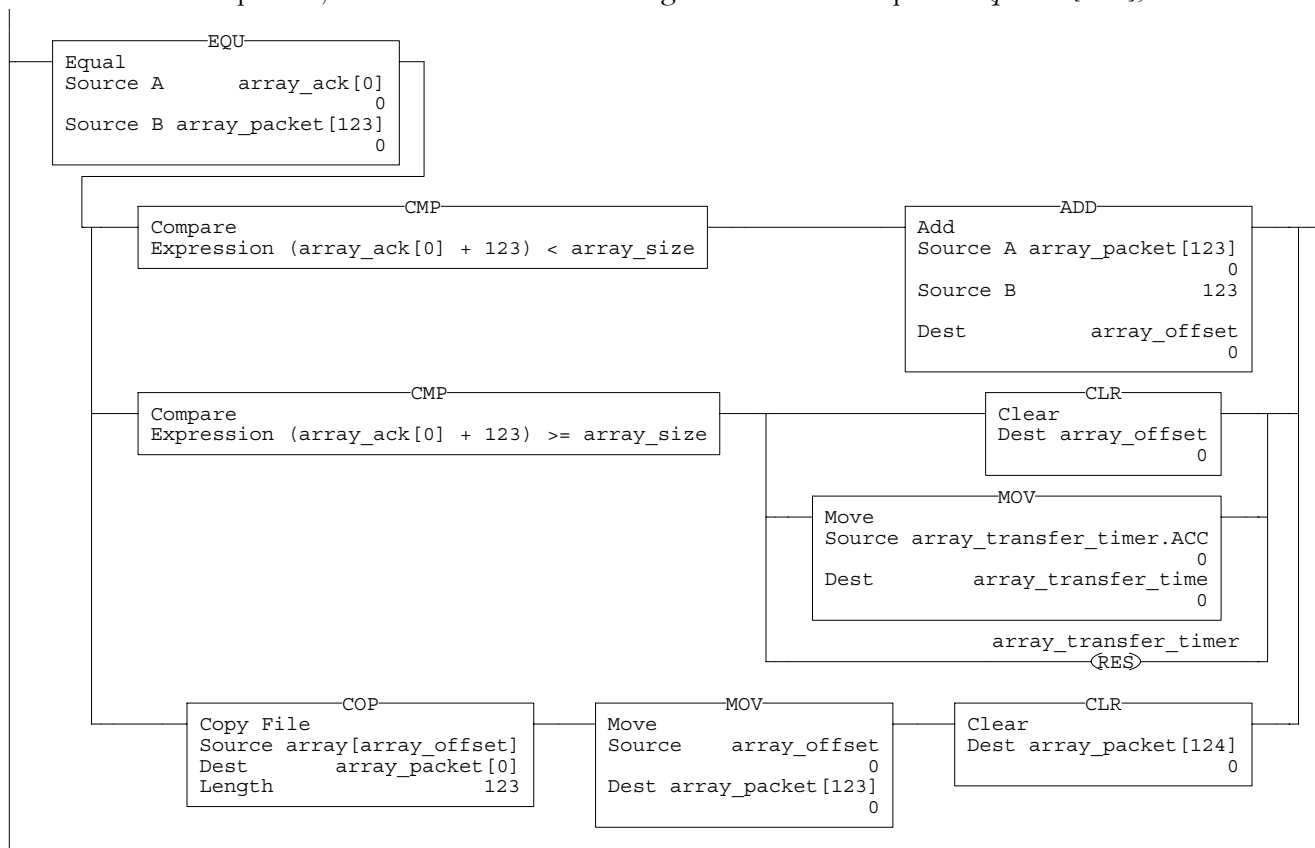 EQU
Equal
Source A array_ack[0]
0
Source B array_packet[123]
0
CMP
Compare
Expression (array_ack[0] + 123) < array_size
ADD
Add
Source A array_packet[123]
0
Source B 123
Dest array_offset
0
CMP
Compare
Expression (array_ack[0] + 123) >= array_size
CLR
Clear
Dest array_offset
0
MOV
Move
Source array_transfer_timer.ACC
0
Dest array_transfer_time
0
array_transfer_timer
RES
COP
Copy File
Source array[array_offset]
Dest array_packet[0]
Length 123
MOV
Move
Source array_offset
0
Dest array_packet[123]
0
CLR
Clear
Dest array_packet[124]
0